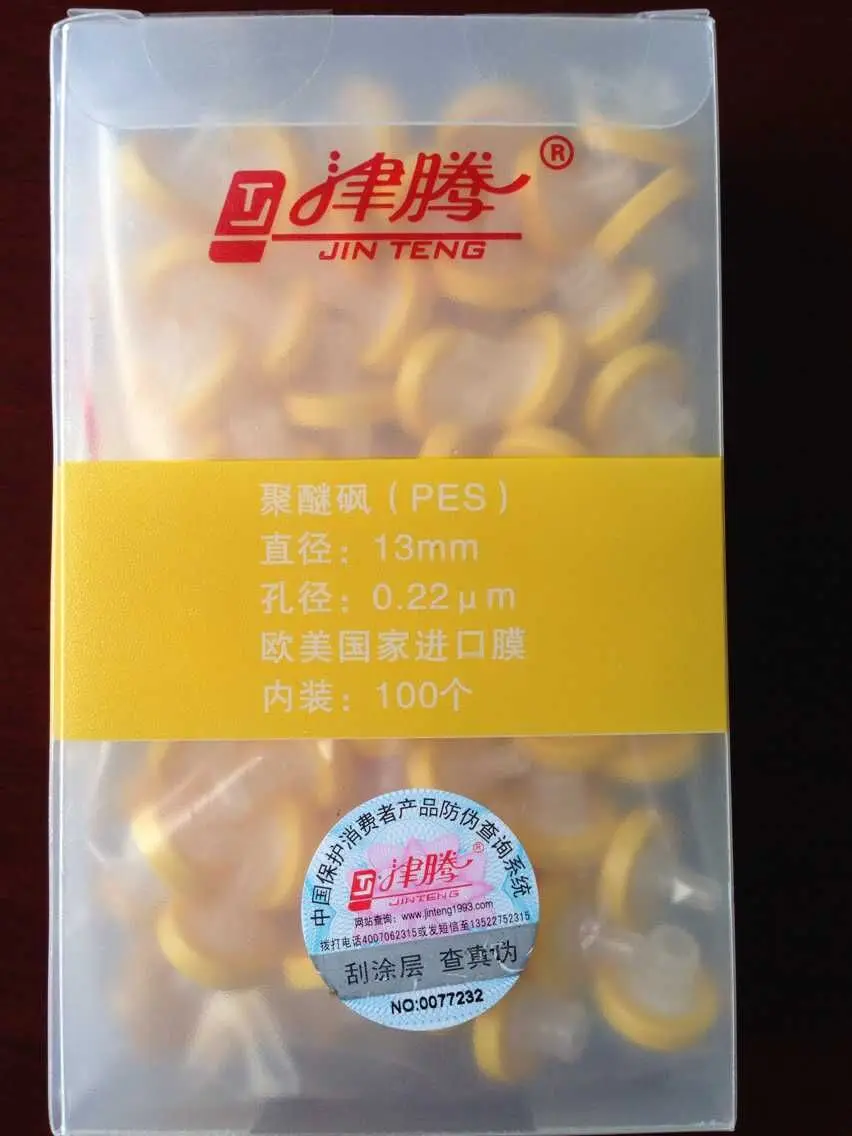 津腾®
JIN TENG
聚醚砜（PES）
直径：13mm
孔径：0.22μm
欧美国家进口膜
内装：100个
中国保护消费者产品防伪查询系统
津腾®
JINTENG
网站查询：www.jinteng1993.com
拨打电话4007062315或发短信至13522752315
刮涂层 查真伪
NO:0077232